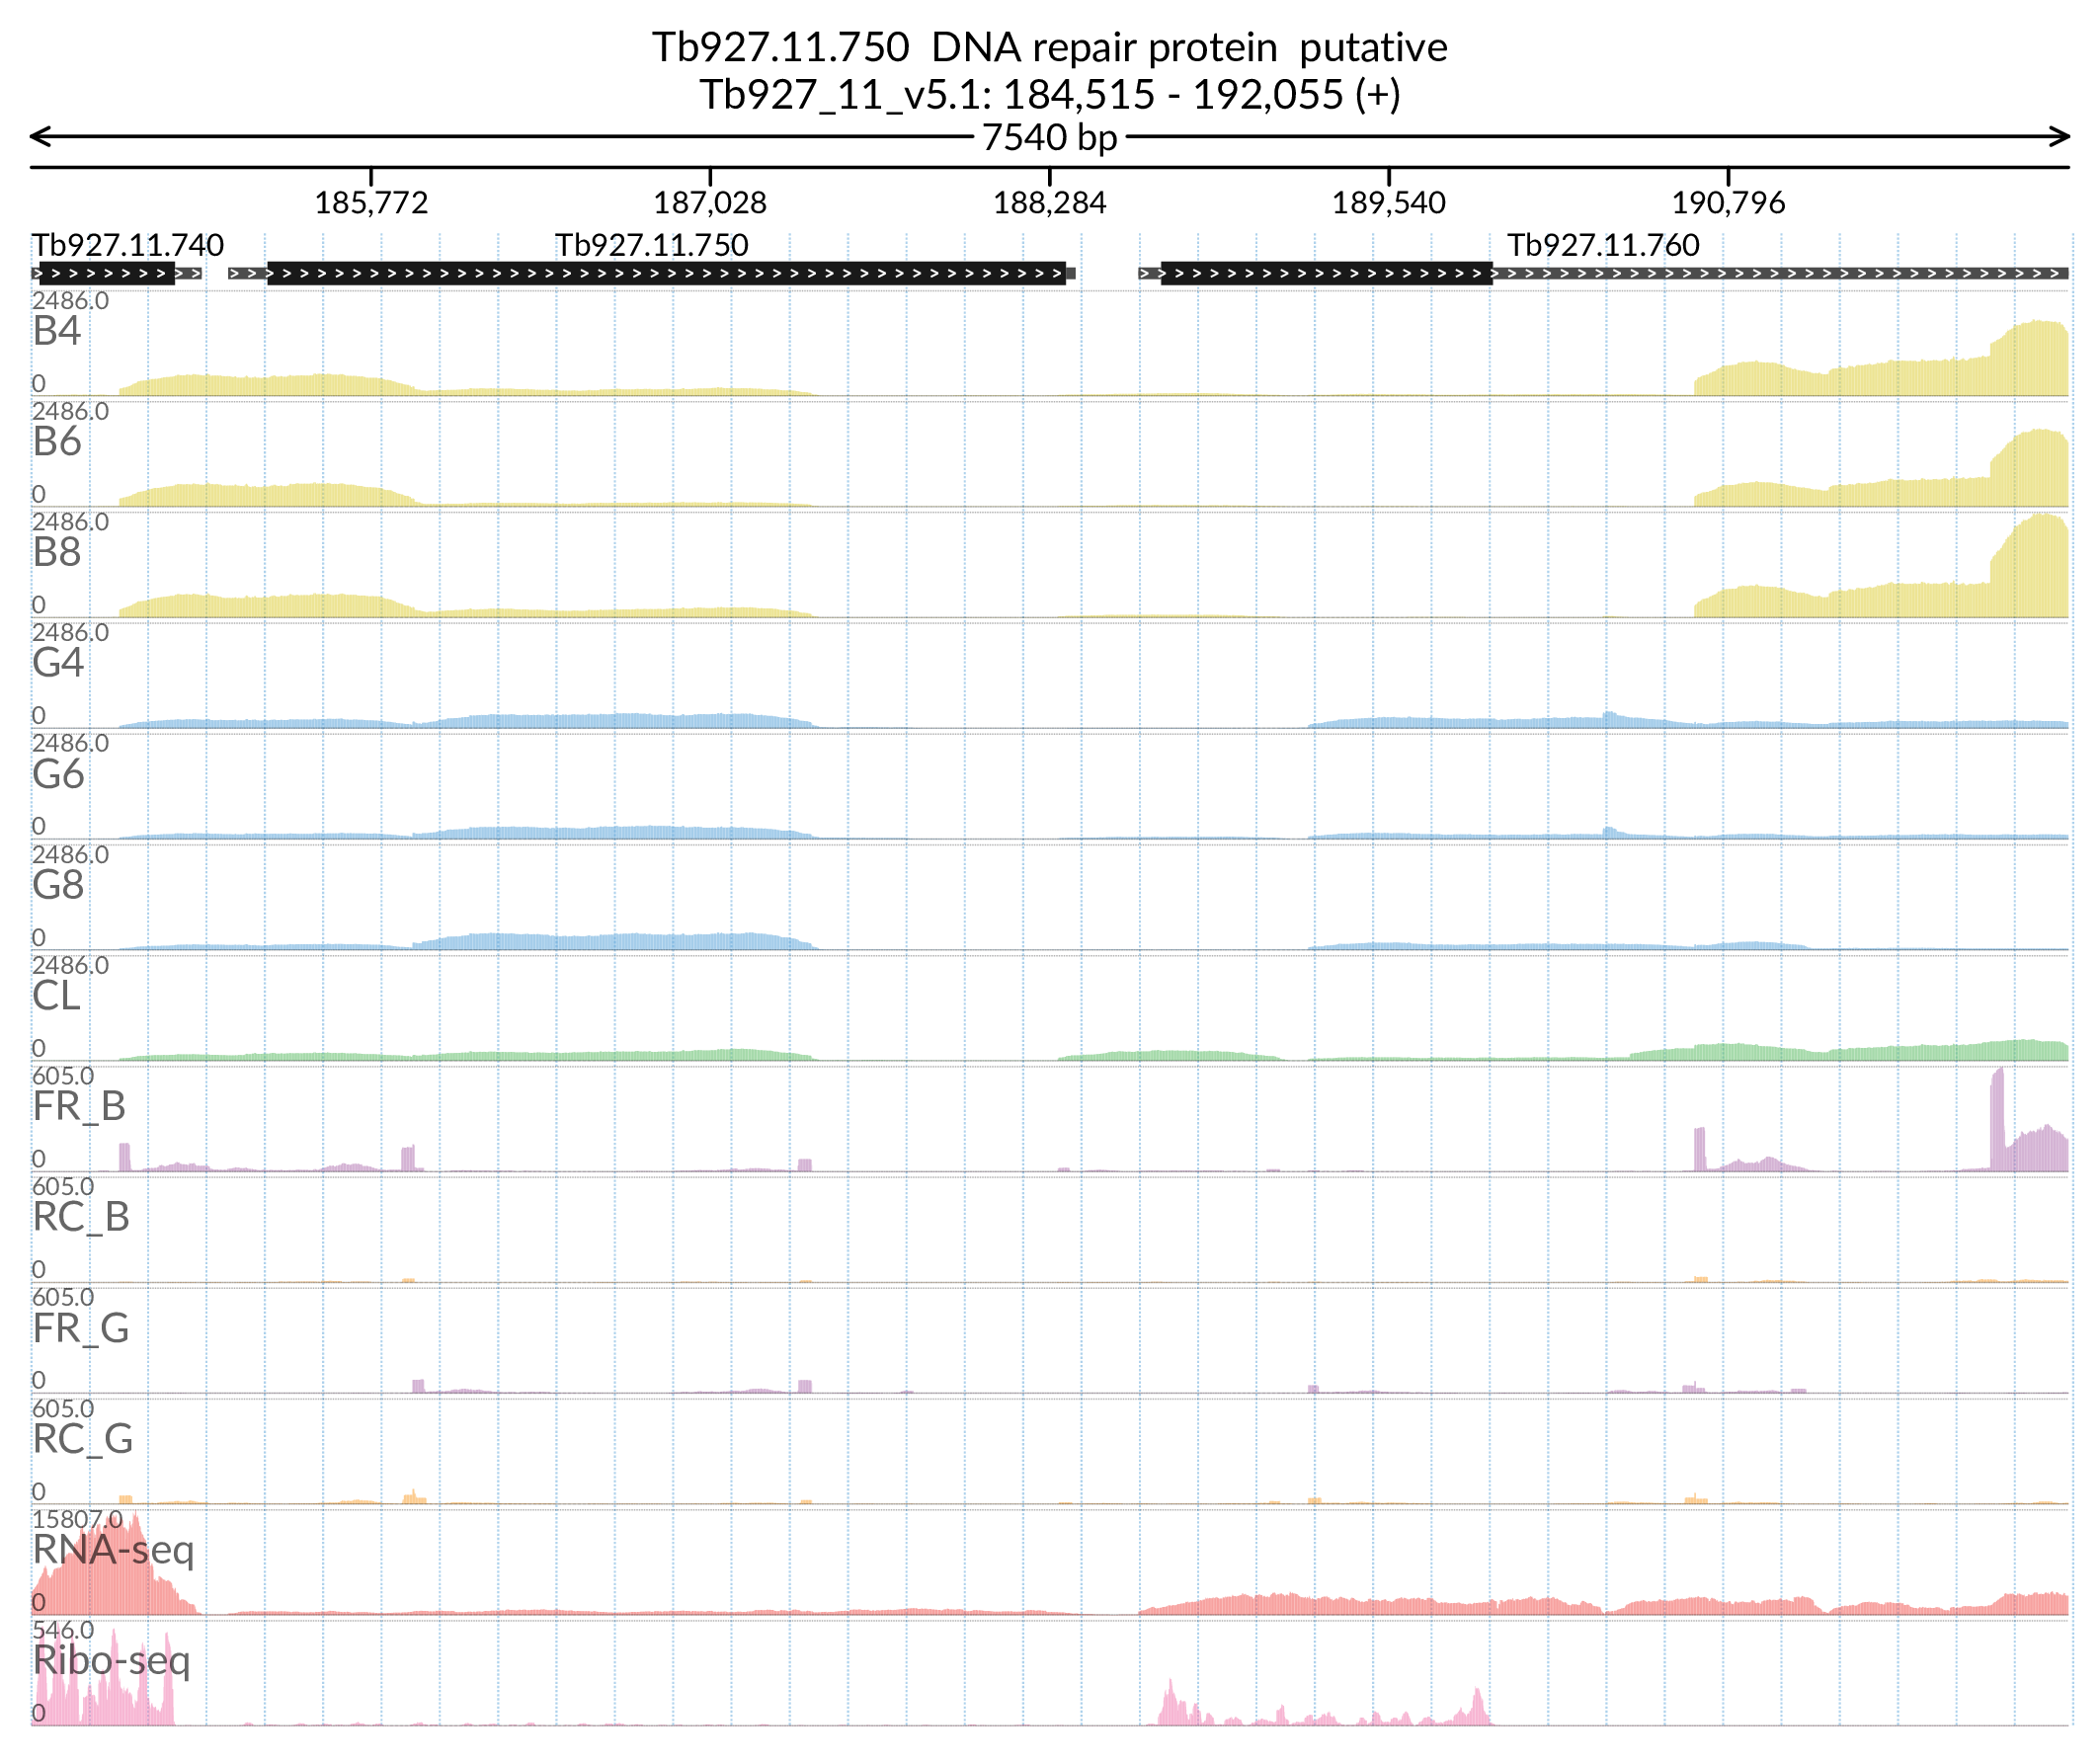 Tb927.11.750  DNA repair protein  putative
Tb927_11_v5.1: 184,515 - 192,055 (+)
7540 bp
185,772 187,028 188,284 189,540 190,796
Tb927.11.740 Tb927.11.750 Tb927.11.760
2486.0
B4
0
2486.0
B6
0
2486.0
B8
0
2486.0
G4
0
2486.0
G6
0
2486.0
G8
0
2486.0
CL
0
605.0
FR_B
0
605.0
RC_B
0
605.0
FR_G
0
605.0
RC_G
0
15807.0
RNA-seq
0
546.0
Ribo-seq
0